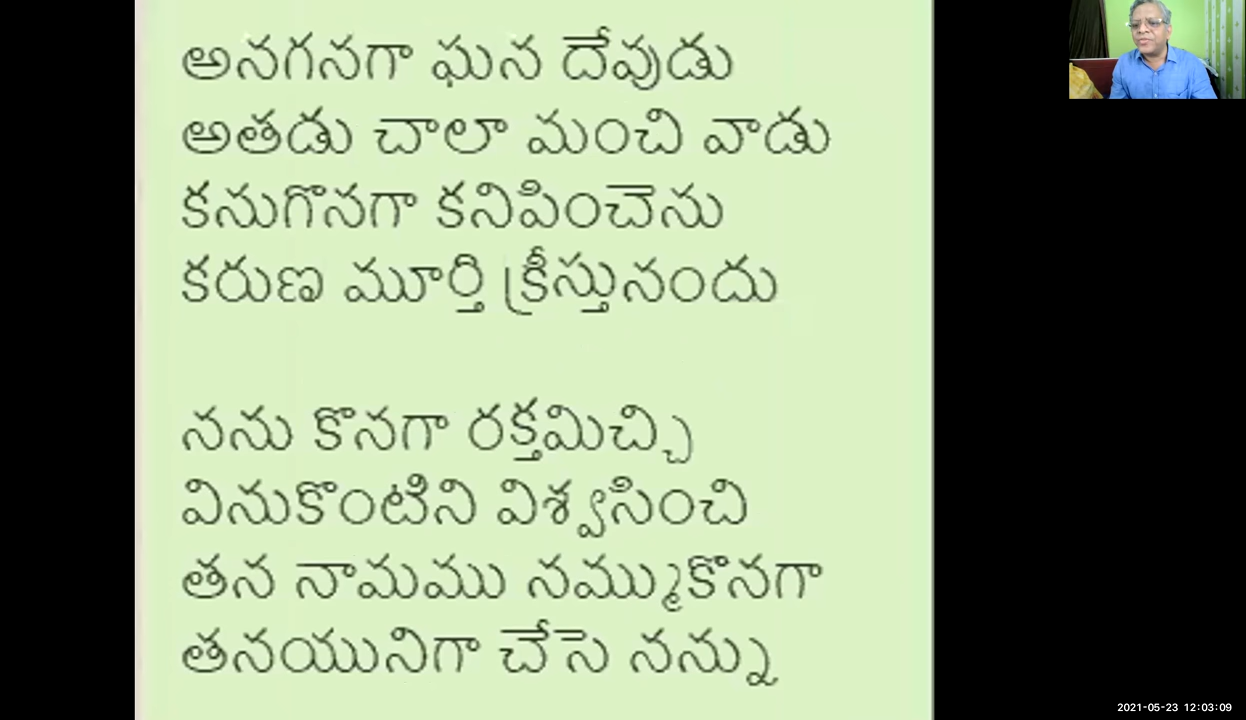 అనగనగా ఘన దేవుడు
అతడు చాలా మంచి వాడు
కనుగొనగా కనిపించెను
కరుణ మూర్తి క్రీస్తునందు
నను కొనగా రక్తమిచ్చి
వినుకొంటిని విశ్వసించి
తన నామము నమ్ముకొనగా
తనయునిగా చేసె నన్ను
2021-05-23 12:03:09